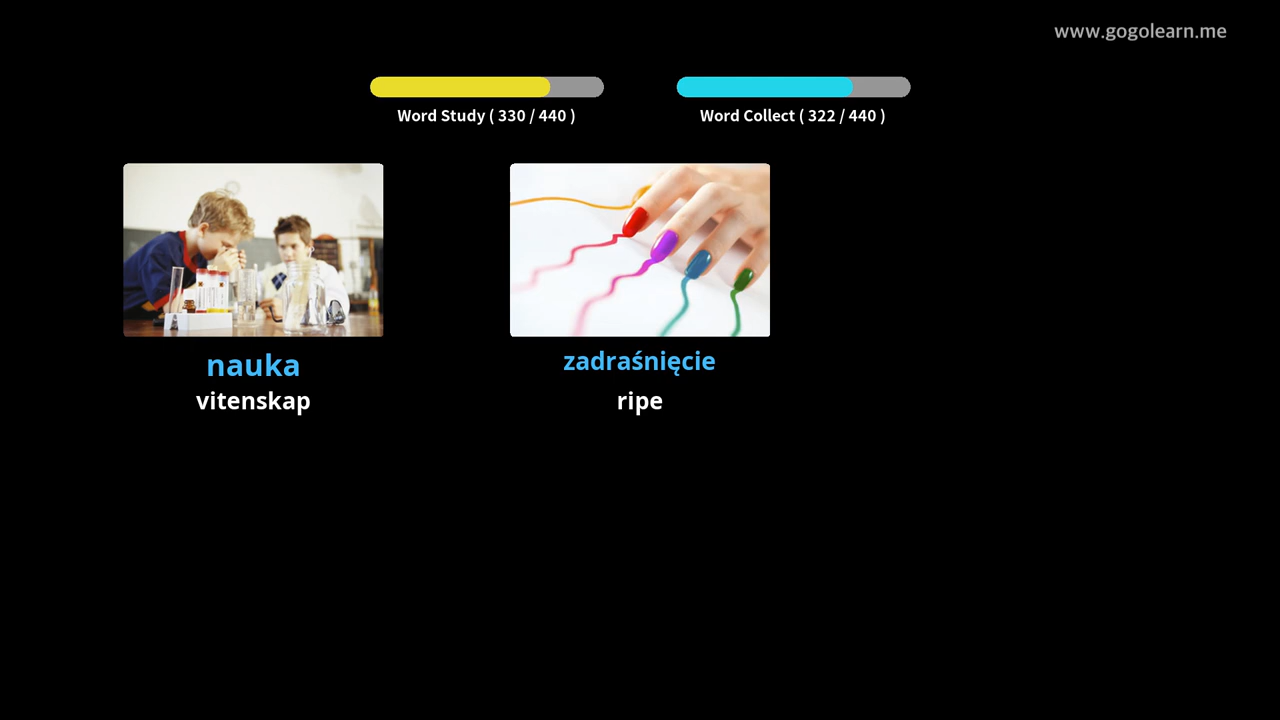 www.gogolearn.me
Word Study ( 330 / 440 )
Word Collect ( 322 / 440 )
nauka
vitenskap
zadraśnięcie
ripe